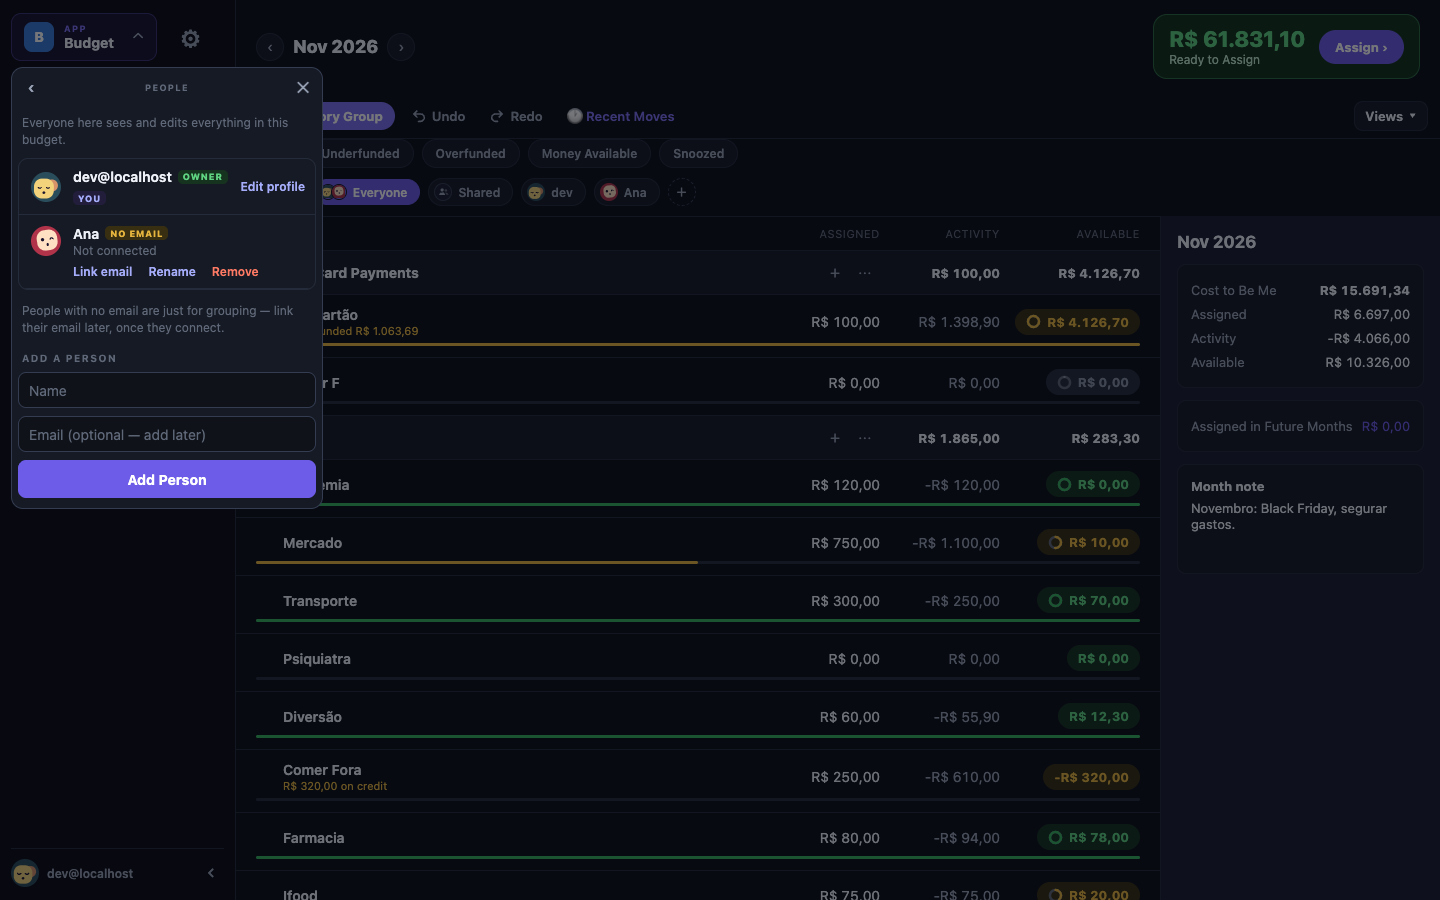 B
APP
Budget
‹
Nov 2026
›
R$ 61.831,10
Ready to Assign
Assign ›
‹
PEOPLE
Everyone here sees and edits everything in this
budget.
dev@localhost
OWNER
YOU
Edit profile
Ana
NO EMAIL
Not connected
Link email
Rename
Remove
People with no email are just for grouping — link
their email later, once they connect.
ADD A PERSON
Name
Email (optional — add later)
Add Person
ory Group
Undo
Redo
Recent Moves
Views
Underfunded
Overfunded
Money Available
Snoozed
Everyone
Shared
dev
Ana
+
ASSIGNED
ACTIVITY
AVAILABLE
ard Payments
+
...
R$ 100,00
R$ 4.126,70
artão
unded R$ 1.063,69
R$ 100,00
R$ 1.398,90
R$ 4.126,70
r F
R$ 0,00
R$ 0,00
R$ 0,00
+
...
R$ 1.865,00
R$ 283,30
emia
R$ 120,00
-R$ 120,00
R$ 0,00
Mercado
R$ 750,00
-R$ 1.100,00
R$ 10,00
Transporte
R$ 300,00
-R$ 250,00
R$ 70,00
Psiquiatra
R$ 0,00
R$ 0,00
R$ 0,00
Diversão
R$ 60,00
-R$ 55,90
R$ 12,30
Comer Fora
R$ 320,00 on credit
R$ 250,00
-R$ 610,00
-R$ 320,00
Farmacia
R$ 80,00
-R$ 94,00
R$ 78,00
Ifood
R$ 75,00
-R$ 75,00
R$ 20,00
Nov 2026
Cost to Be Me
R$ 15.691,34
Assigned
R$ 6.697,00
Activity
-R$ 4.066,00
Available
R$ 10.326,00
Assigned in Future Months
R$ 0,00
Month note
Novembro: Black Friday, segurar
gastos.
dev@localhost